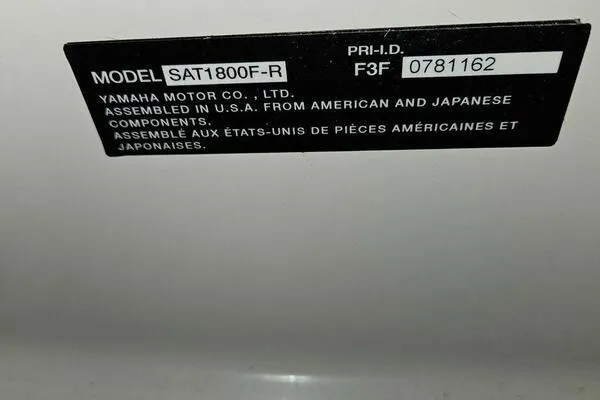 PRI-I.D.
MODEL SAT1800F-R F3F 0781162
YAMAHA MOTOR CO., LTD.
ASSEMBLED IN U.S.A. FROM AMERICAN AND JAPANESE
COMPONENTS.
ASSEMBLÉ AUX ÉTATS-UNIS DE PIÈCES AMÉRICAINES ET
JAPONAISES.